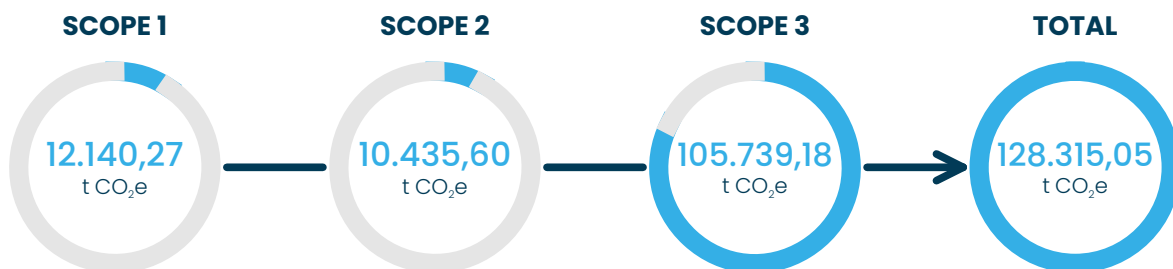 SCOPE 1
12.140,27
t CO₂e
SCOPE 2
10.435,60
t CO₂e
SCOPE 3
105.739,18
t CO₂e
TOTAL
128.315,05
t CO₂e